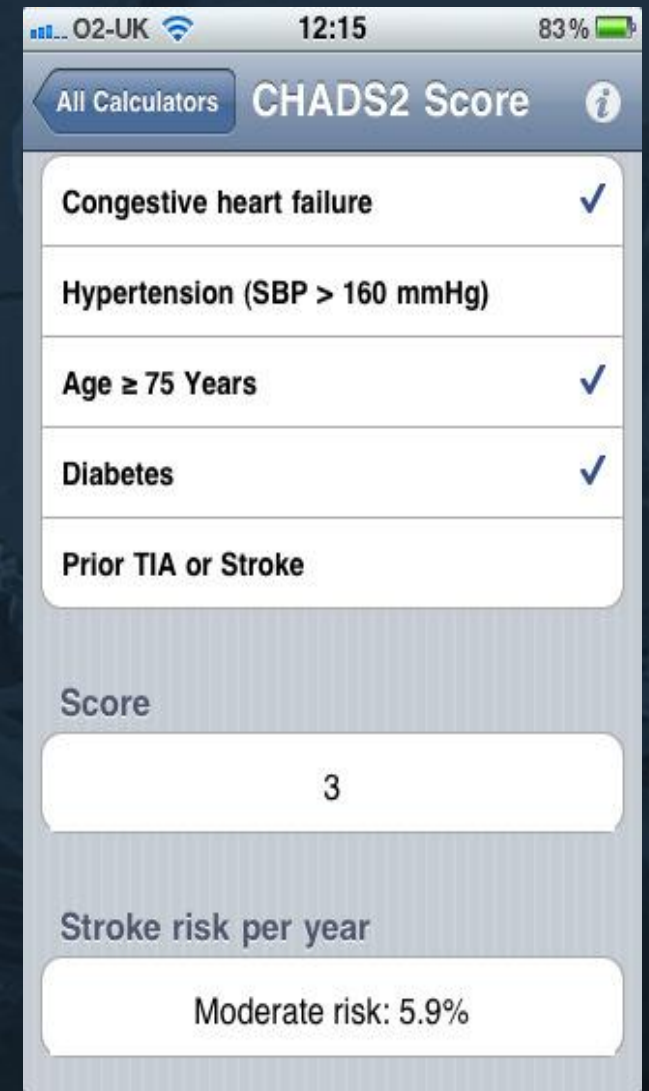 O2-UK 12:15 83%
All Calculators CHADS2 Score i
Congestive heart failure
Hypertension (SBP > 160 mmHg)
Age ≥ 75 Years
Diabetes
Prior TIA or Stroke
Score
3
Stroke risk per year
Moderate risk: 5.9%